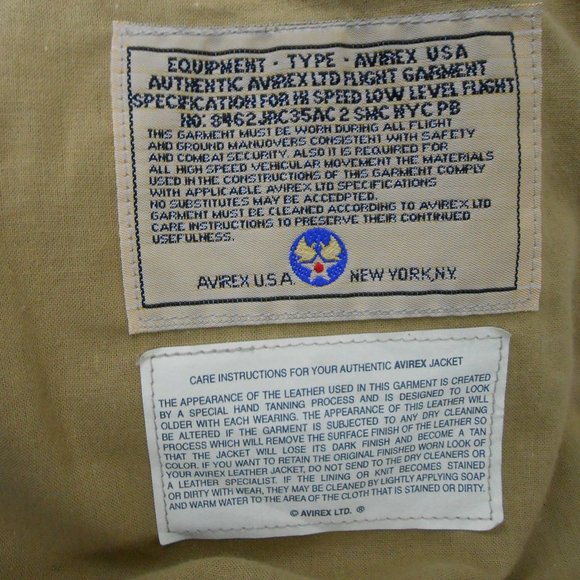 EQUIPMENT - TYPE - AVIREX USA
AUTHENTIC AVIREX LTD FLIGHT GARMENT
SPECIFICATION FOR HI SPEED LOW LEVEL FLIGHT
NO: 8462 JRC35AC 2 SMC NYC PB
THIS GARMENT MUST BE WORN DURING ALL FLIGHT
AND GROUND MANUOVERS CONSISTENT WITH SAFETY
AND COMBAT SECURITY. ALSO IT IS REQUIRED FOR
ALL HIGH SPEED VEHICULAR MOVEMENT THE MATERIALS
USED IN THE CONSTRUCTIONS OF THIS GARMENT COMPLY
WITH APPLICABLE AVIREX LTD SPECIFICATIONS
NO SUBSTITUTES MAY BE ACCEDPTED.
GARMENT MUST BE CLEANED ACCORDING TO AVIREX LTD
CARE INSTRUCTIONS TO PRESERVE THEIR CONTINUED
USEFULNESS.
AVIREX U.S.A. NEW YORK,N.Y.
CARE INSTRUCTIONS FOR YOUR AUTHENTIC AVIREX JACKET
THE APPEARANCE OF THE LEATHER USED IN THIS GARMENT IS CREATED
BY A SPECIAL HAND TANNING PROCESS AND IS DESIGNED TO LOOK
OLDER WITH EACH WEARING. THE APPEARANCE OF THIS LEATHER WILL
BE ALTERED IF THE GARMENT IS SUBJECTED TO ANY DRY CLEANING
PROCESS WHICH WILL REMOVE THE SURFACE FINISH OF THE LEATHER SO
THAT THE JACKET WILL LOSE ITS DARK FINISH AND BECOME A TAN
COLOR. IF YOU WANT TO RETAIN THE ORIGINAL FINISHED WORN LOOK OF
YOUR AVIREX LEATHER JACKET, DO NOT SEND TO THE DRY CLEANERS OR
A LEATHER SPECIALIST. IF THE LINING OR KNIT BECOMES STAINED
OR DIRTY WITH WEAR, THEY MAY BE CLEANED BY LIGHTLY APPLYING SOAP
AND WARM WATER TO THE AREA OF THE CLOTH THAT IS STAINED OR DIRTY.
© AVIREX LTD. ®